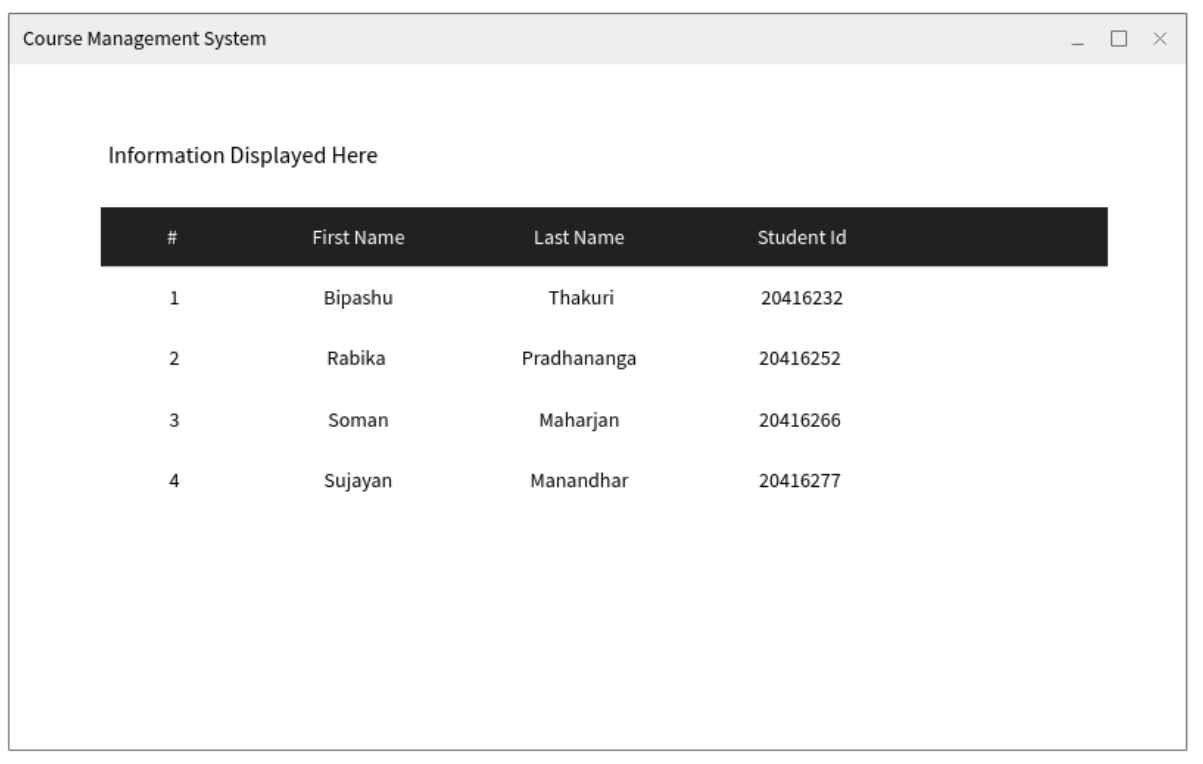 Course Management System
Information Displayed Here
# First Name Last Name Student Id
1 Bipashu Thakuri 20416232
2 Rabika Pradhananga 20416252
3 Soman Maharjan 20416266
4 Sujayan Manandhar 20416277